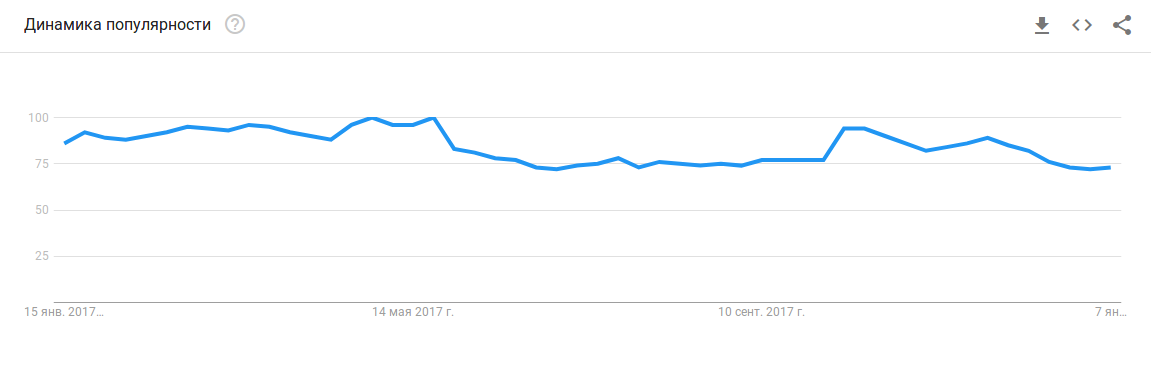 Динамика популярности ?
100
75
50
25
15 янв. 2017…
14 мая 2017 г.
10 сент. 2017 г.
7 ян…